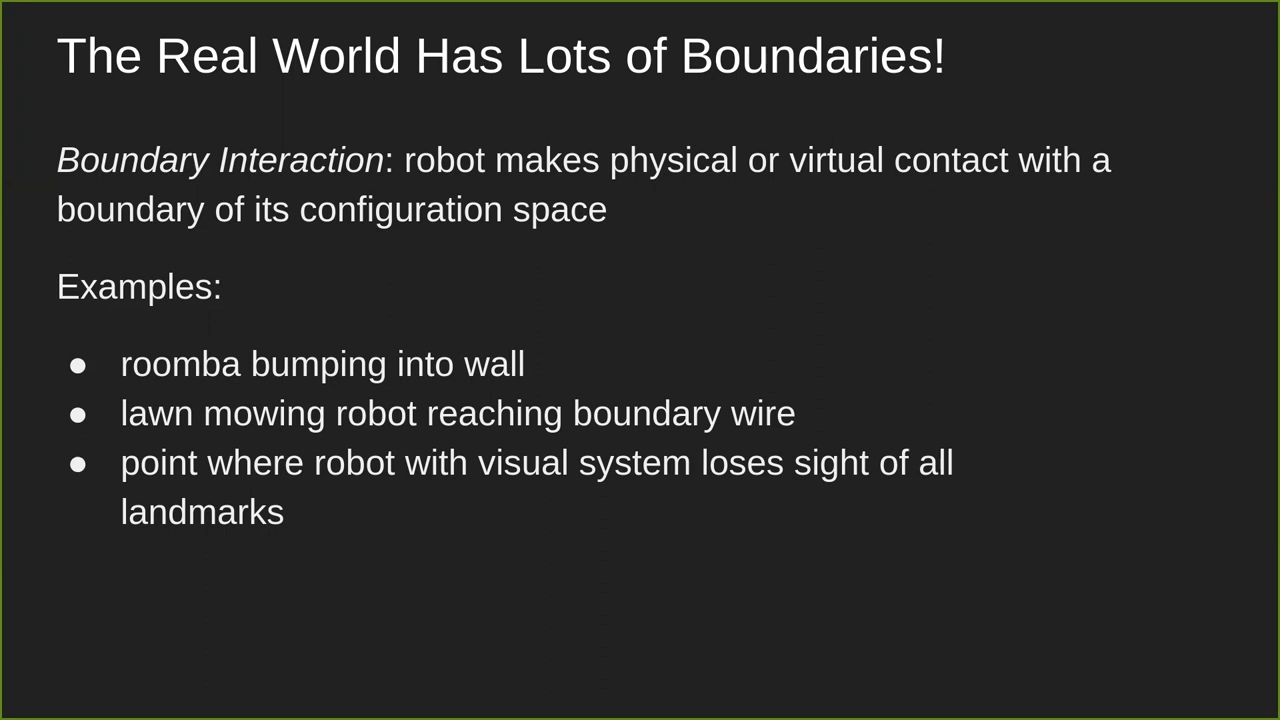 The Real World Has Lots of Boundaries!
Boundary Interaction: robot makes physical or virtual contact with a
boundary of its configuration space
Examples:
● roomba bumping into wall
● lawn mowing robot reaching boundary wire
● point where robot with visual system loses sight of all
landmarks